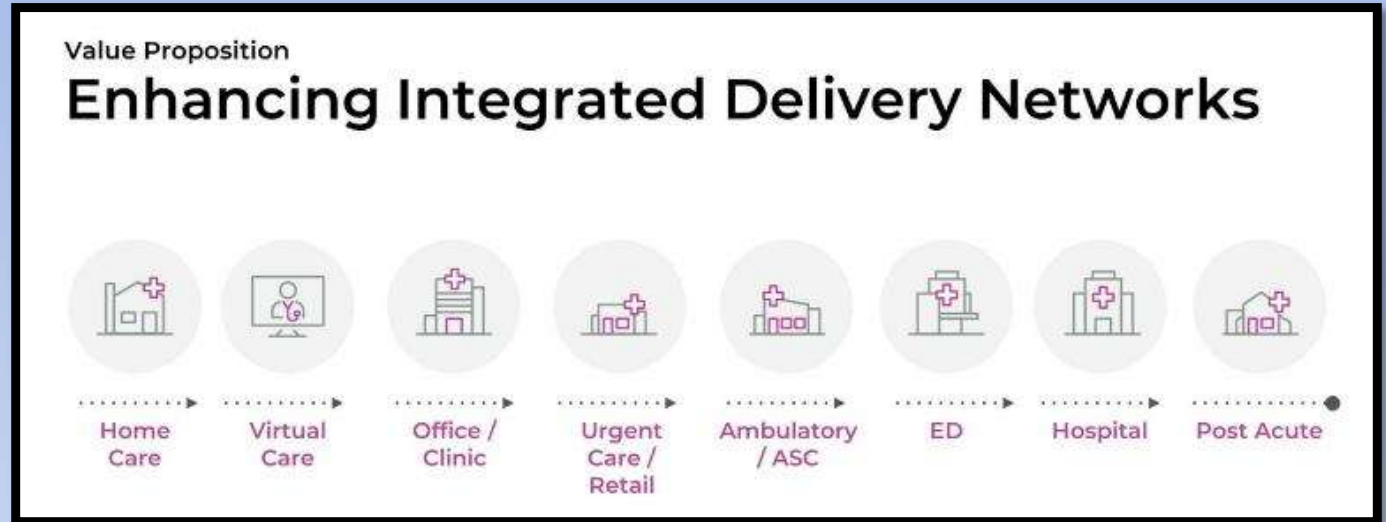 Value Proposition
Enhancing Integrated Delivery Networks
Home
Care
Virtual
Care
Office /
Clinic
Urgent
Care /
Retail
Ambulatory
/ ASC
ED
Hospital
Post Acute